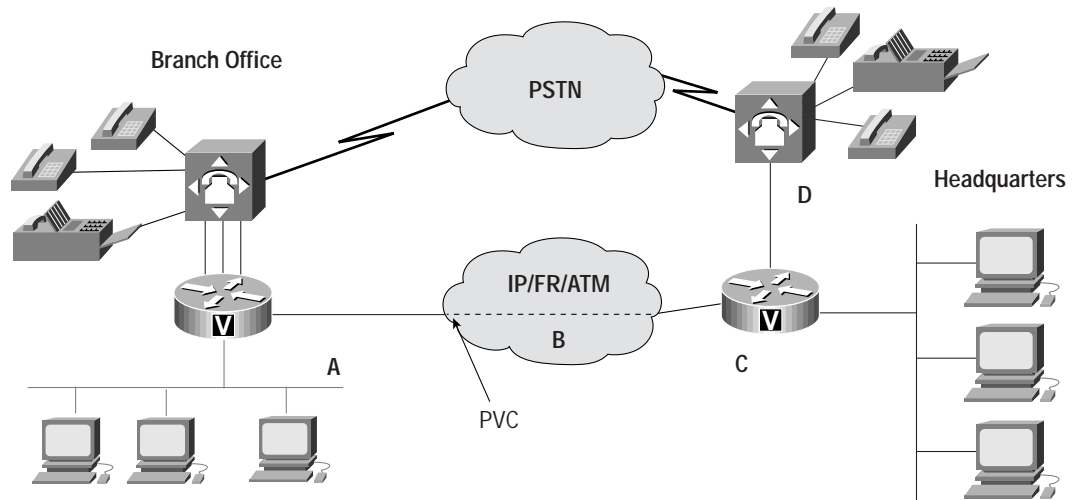 Branch Office
PSTN
D
Headquarters
IP/FR/ATM
V
V
B
A
C
PVC